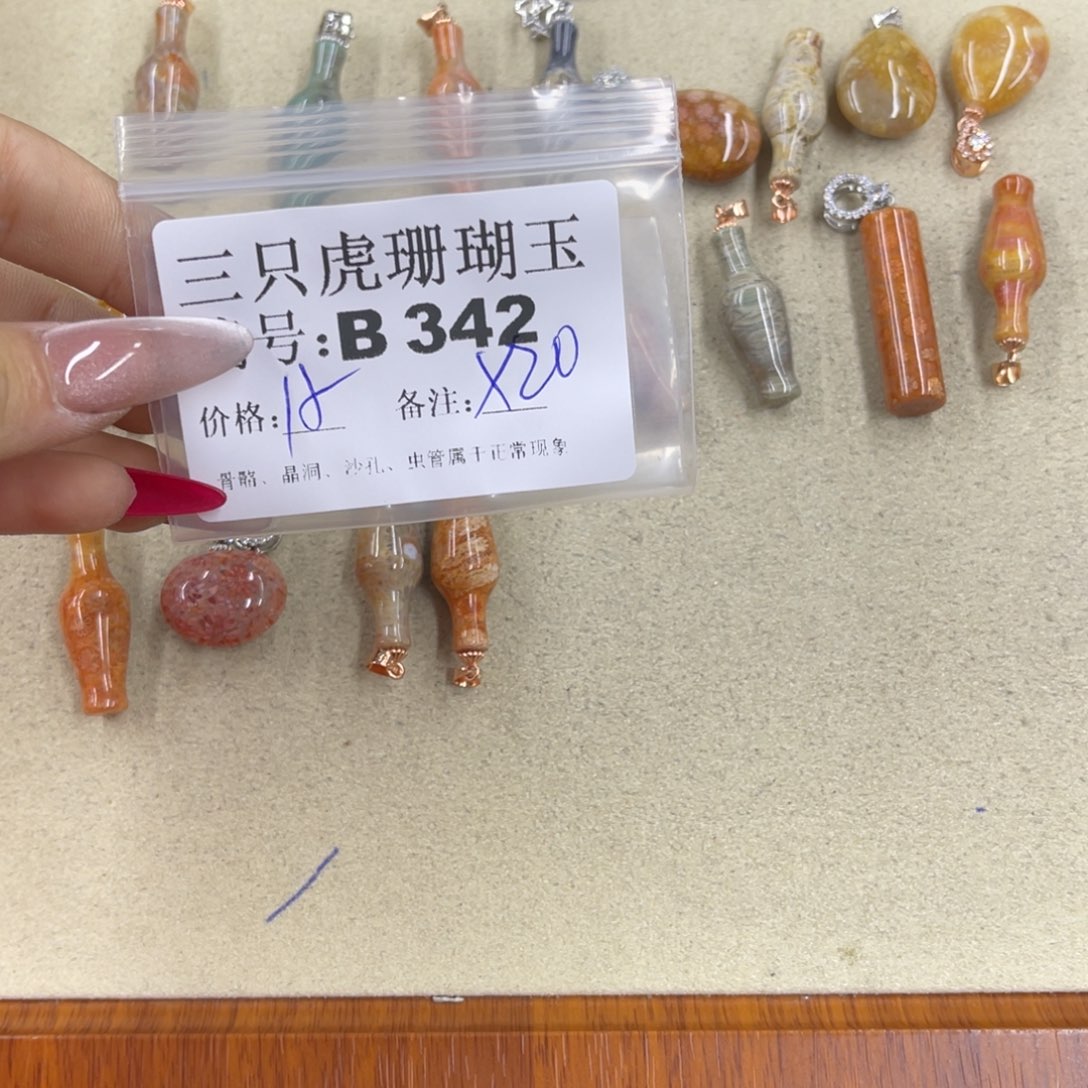 三只虎珊瑚玉
号:B 342
价格: 备注:X20
骨骼、晶洞、沙孔、虫管属于正常现象